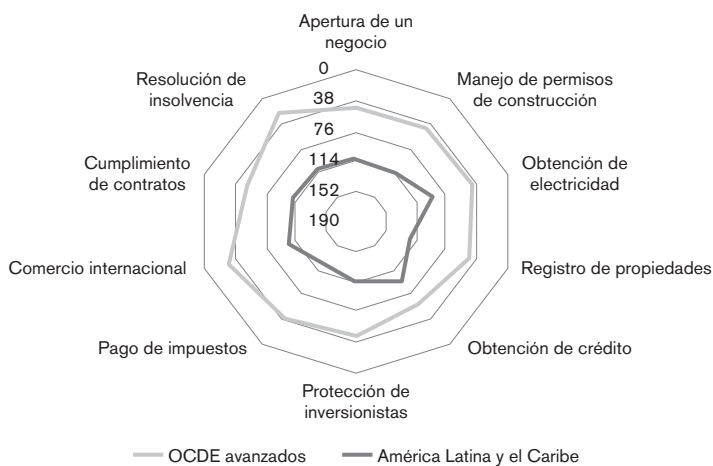 Apertura de un
negocio
0
Resolución de
insolvencia
38
Manejo de permisos
de construcción
76
Cumplimiento
de contratos
114
Obtención de
electricidad
152
190
Comercio internacional
Registro de propiedades
Pago de impuestos
Obtención de crédito
Protección de
inversionistas
OCDE avanzados
América Latina y el Caribe